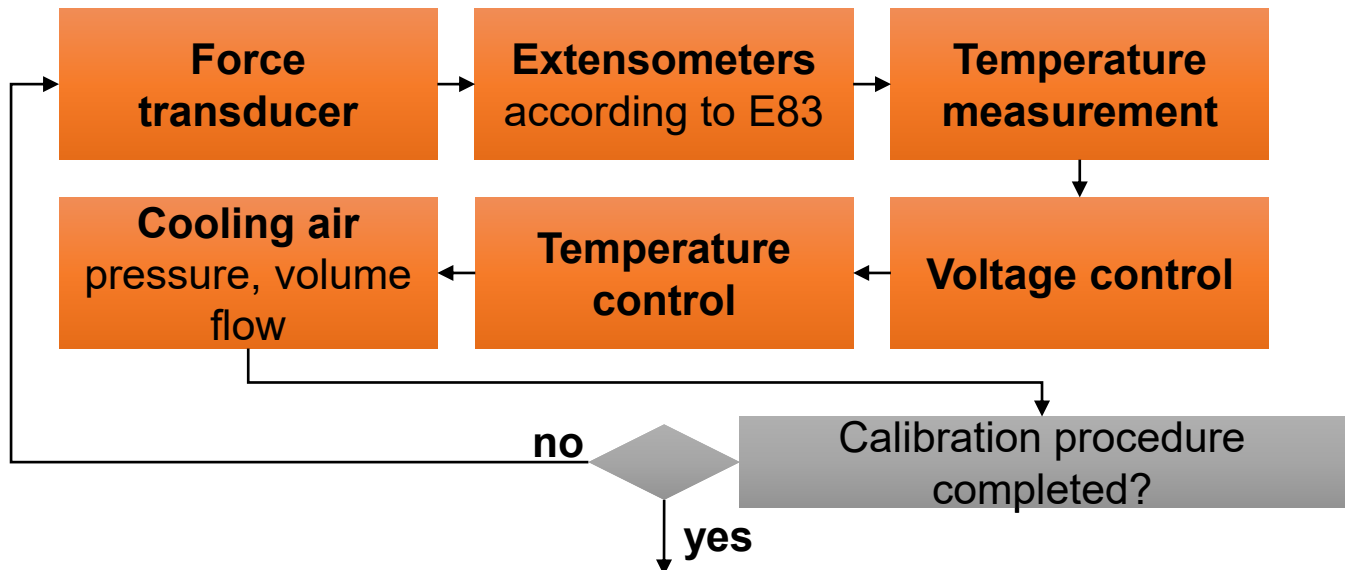 Force
transducer
Extensometers
according to E83
Temperature
measurement
Cooling air
pressure, volume
flow
Temperature
control
Voltage control
no
Calibration procedure
completed?
yes